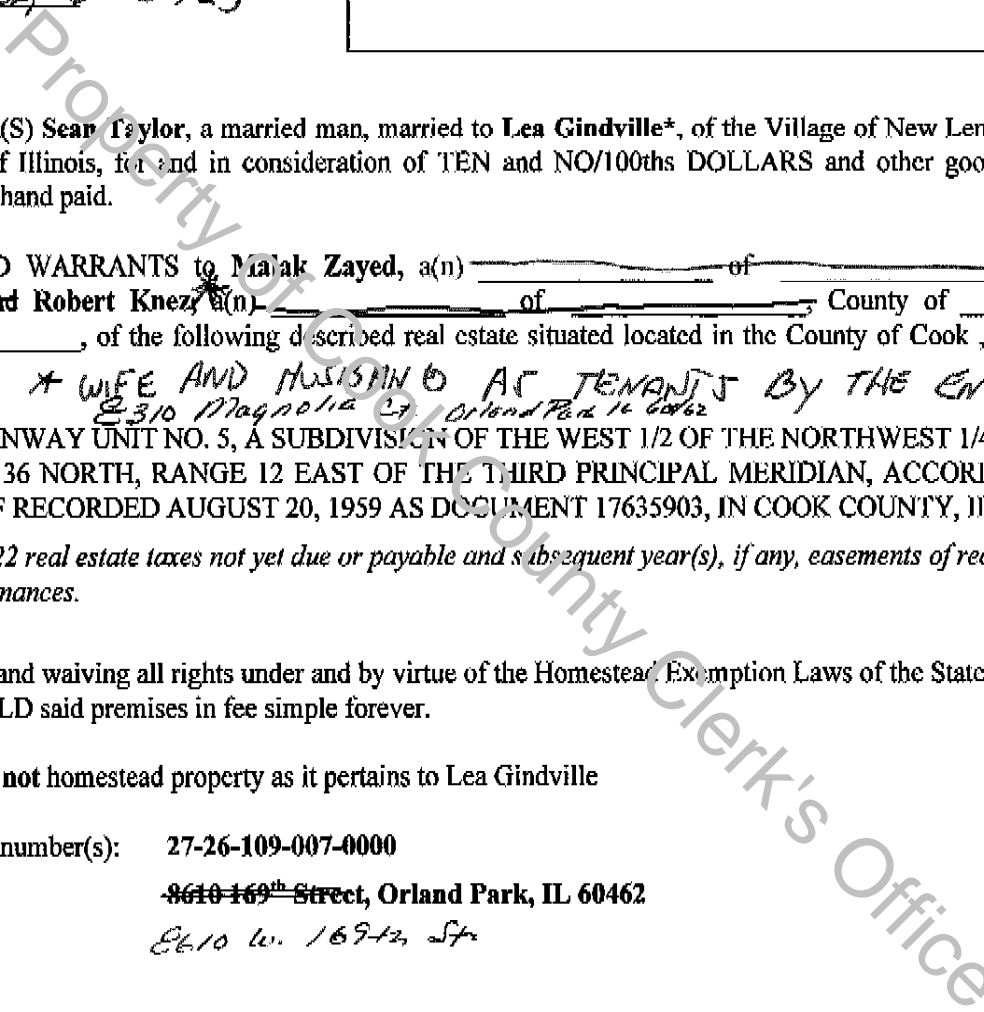 (S) Sean Taylor, a married man, married to Lea Gindville*, of the Village of New Len
f Illinois, for and in consideration of TEN and NO/100ths DOLLARS and other goo
hand paid.
D WARRANTS to Malak Zayed, a(n) of
nd Robert Knez, a(n) of , County of
, of the following described real estate situated located in the County of Cook ,
* WIFE AND HUSBAND AS TENANTS BY THE EN
8310 Magnolia Ct. Orland Park IL 60462
NWAY UNIT NO. 5, A SUBDIVISION OF THE WEST 1/2 OF THE NORTHWEST 1/4
36 NORTH, RANGE 12 EAST OF THE THIRD PRINCIPAL MERIDIAN, ACCORD
F RECORDED AUGUST 20, 1959 AS DOCUMENT 17635903, IN COOK COUNTY, IL
22 real estate taxes not yet due or payable and subsequent year(s), if any, easements of rec
nances.
and waiving all rights under and by virtue of the Homestead Exemption Laws of the State
LD said premises in fee simple forever.
not homestead property as it pertains to Lea Gindville
number(s): 27-26-109-007-0000
8610 169th Street, Orland Park, IL 60462
8610 W. 169th St
Property of Cook County Clerk's Office